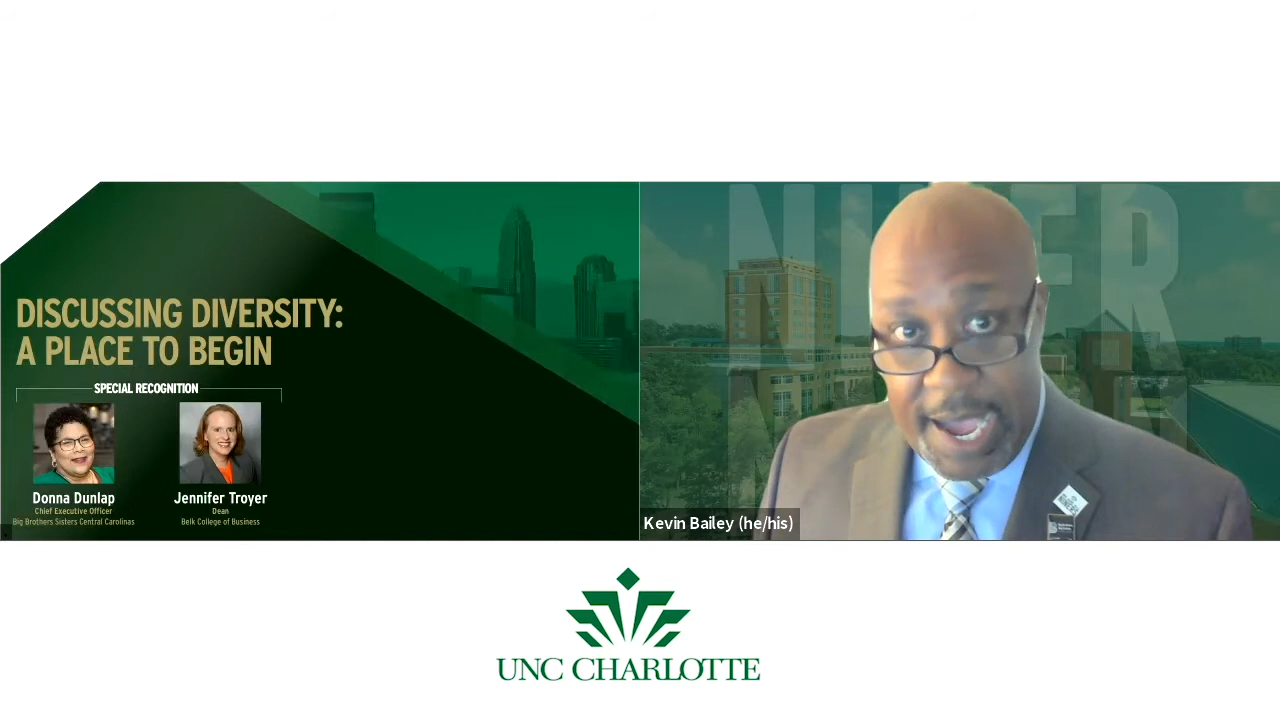 DISCUSSING DIVERSITY:
A PLACE TO BEGIN
SPECIAL RECOGNITION
Donna Dunlap
Chief Executive Officer
Big Brothers Sisters Central Carolinas
Jennifer Troyer
Dean
Belk College of Business
Kevin Bailey (he/his)
UNC CHARLOTTE